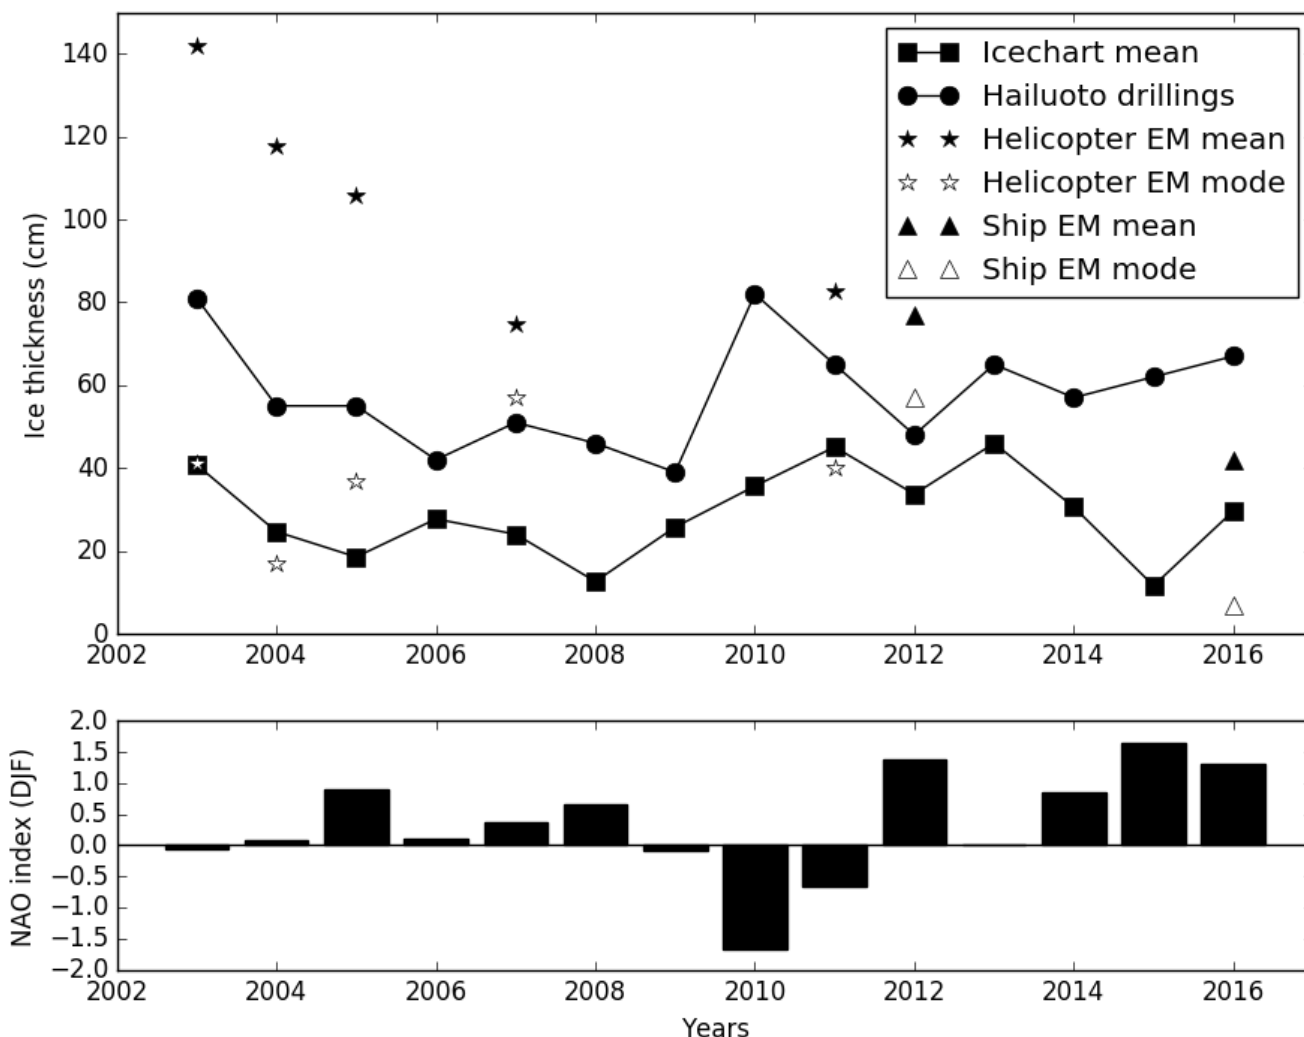 140
120
100
80
60
40
20
0
Ice thickness (cm)
Icechart mean
Hailuoto drillings
Helicopter EM mean
Helicopter EM mode
Ship EM mean
Ship EM mode
2002 2004 2006 2008 2010 2012 2014 2016
2.0
1.5
1.0
0.5
0.0
−0.5
−1.0
−1.5
−2.0
NAO index (DJF)
2002 2004 2006 2008 2010 2012 2014 2016
Years